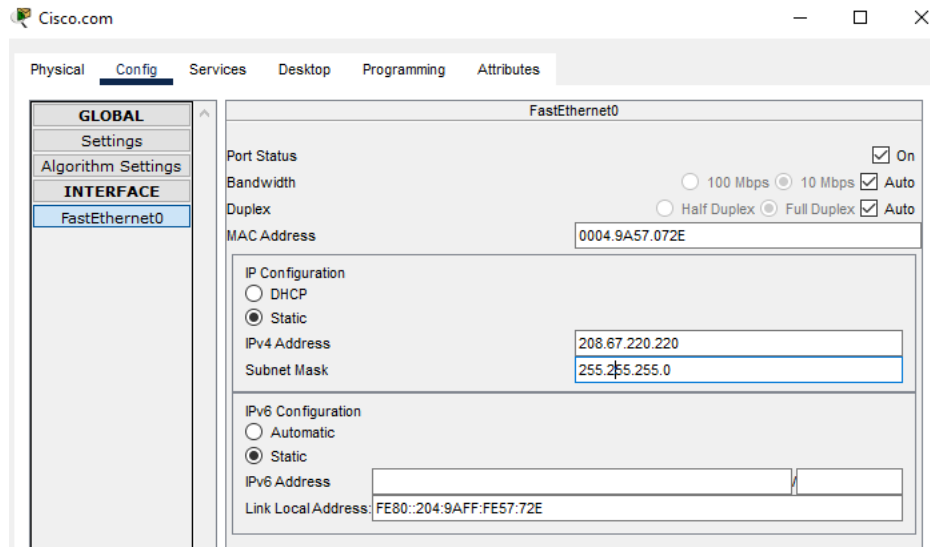 Cisco.com
Physical Config Services Desktop Programming Attributes
GLOBAL
Settings
Algorithm Settings
INTERFACE
FastEthernet0
FastEthernet0
Port Status On
Bandwidth 100 Mbps 10 Mbps Auto
Duplex Half Duplex Full Duplex Auto
MAC Address 0004.9A57.072E
IP Configuration
DHCP
Static
IPv4 Address 208.67.220.220
Subnet Mask 255.255.255.0
IPv6 Configuration
Automatic
Static
IPv6 Address /
Link Local Address: FE80::204:9AFF:FE57:72E